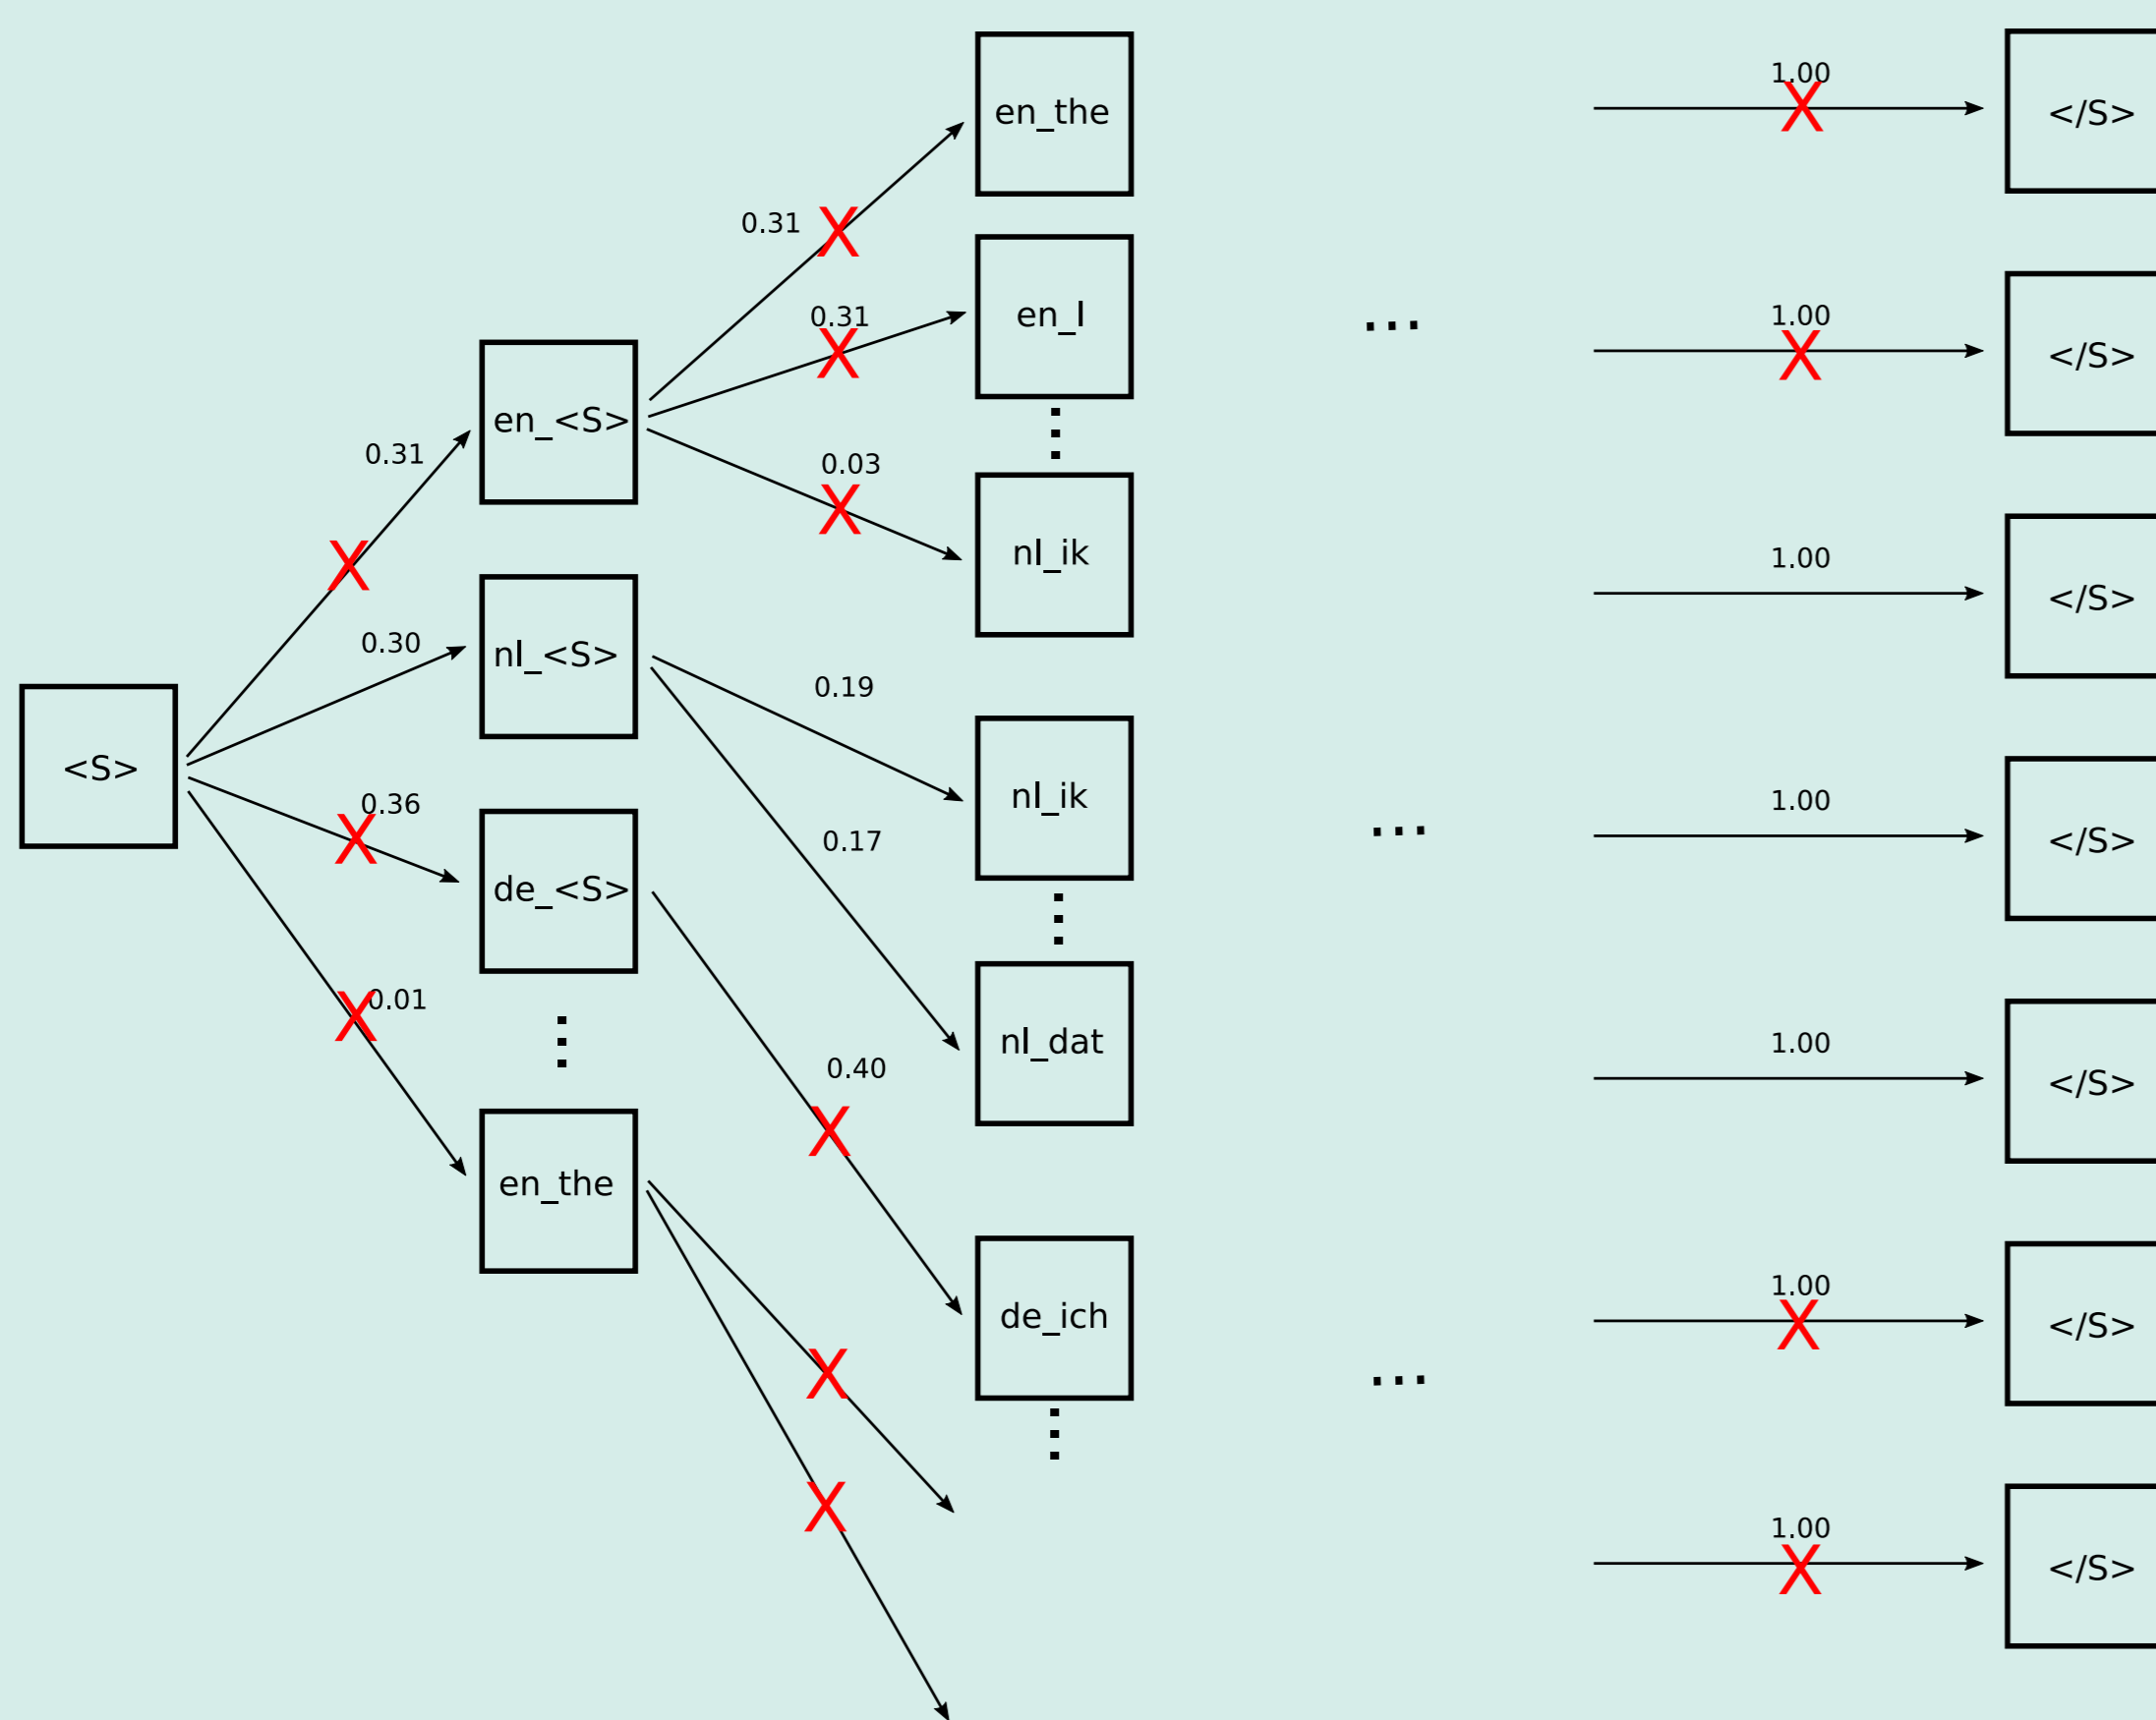 <S>
0.31
0.30
0.36
0.01
X
X
X
en_<S>
nl_<S>
de_<S>
⋮
en_the
0.31
0.31
0.03
0.19
0.17
0.40
X
X
X
X
X
X
en_the
en_I
⋮
nl_ik
nl_ik
⋮
nl_dat
de_ich
⋮
...
...
...
1.00
X
1.00
X
1.00
1.00
1.00
1.00
X
1.00
X
</S>
</S>
</S>
</S>
</S>
</S>
</S>